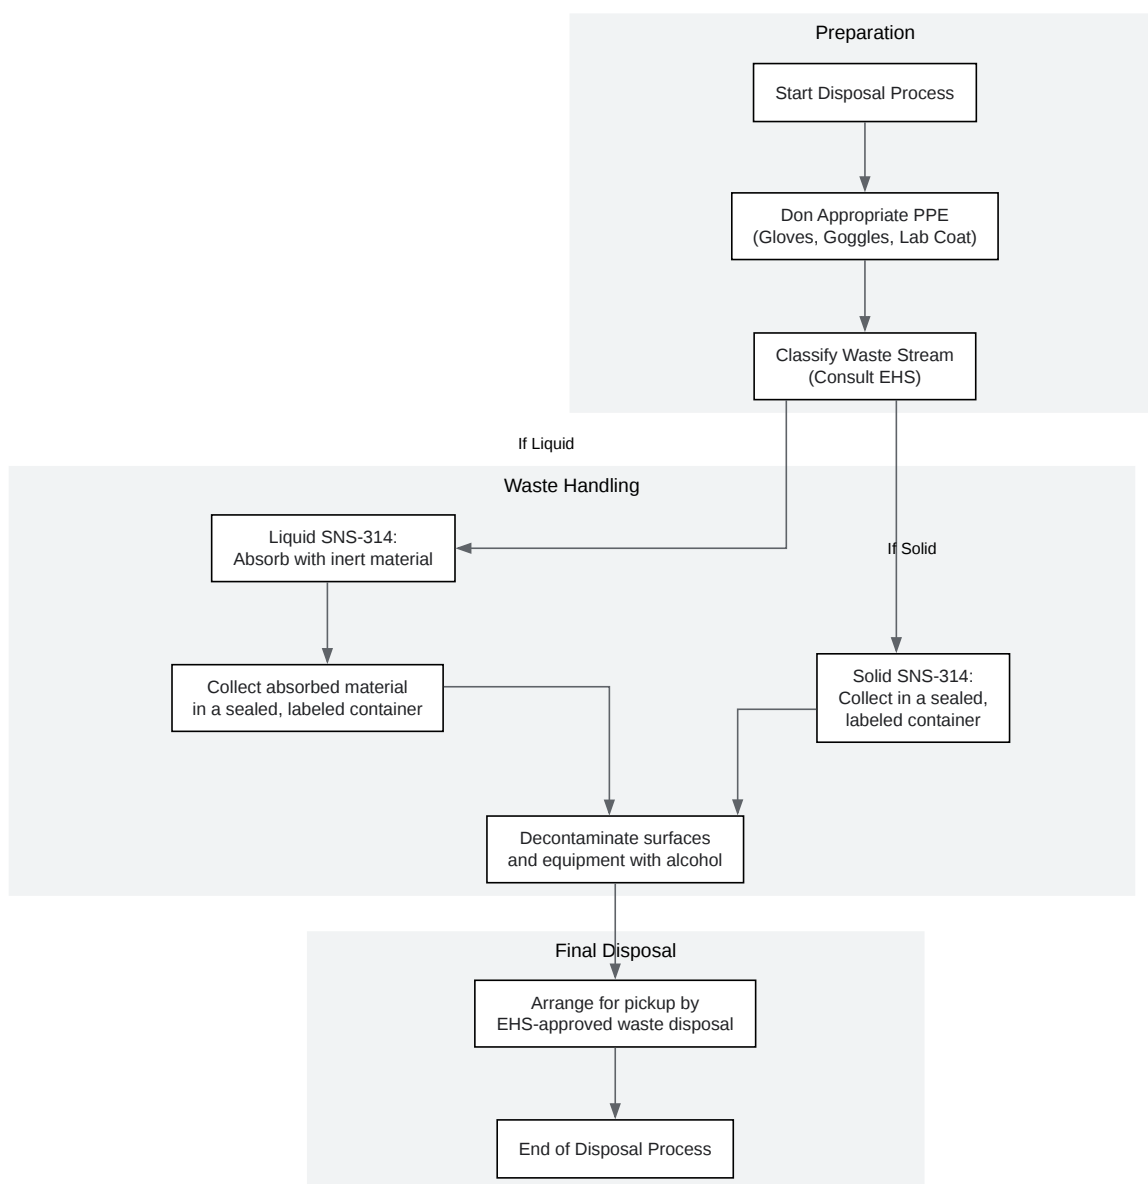 Preparation
Start Disposal Process
Don Appropriate PPE
(Gloves, Goggles, Lab Coat)
Classify Waste Stream
(Consult EHS)
If Liquid
Waste Handling
Liquid SNS-314:
Absorb with inert material
If Solid
Collect absorbed material
in a sealed, labeled container
Solid SNS-314:
Collect in a sealed,
labeled container
Decontaminate surfaces
and equipment with alcohol
Final Disposal
Arrange for pickup by
EHS-approved waste disposal
End of Disposal Process